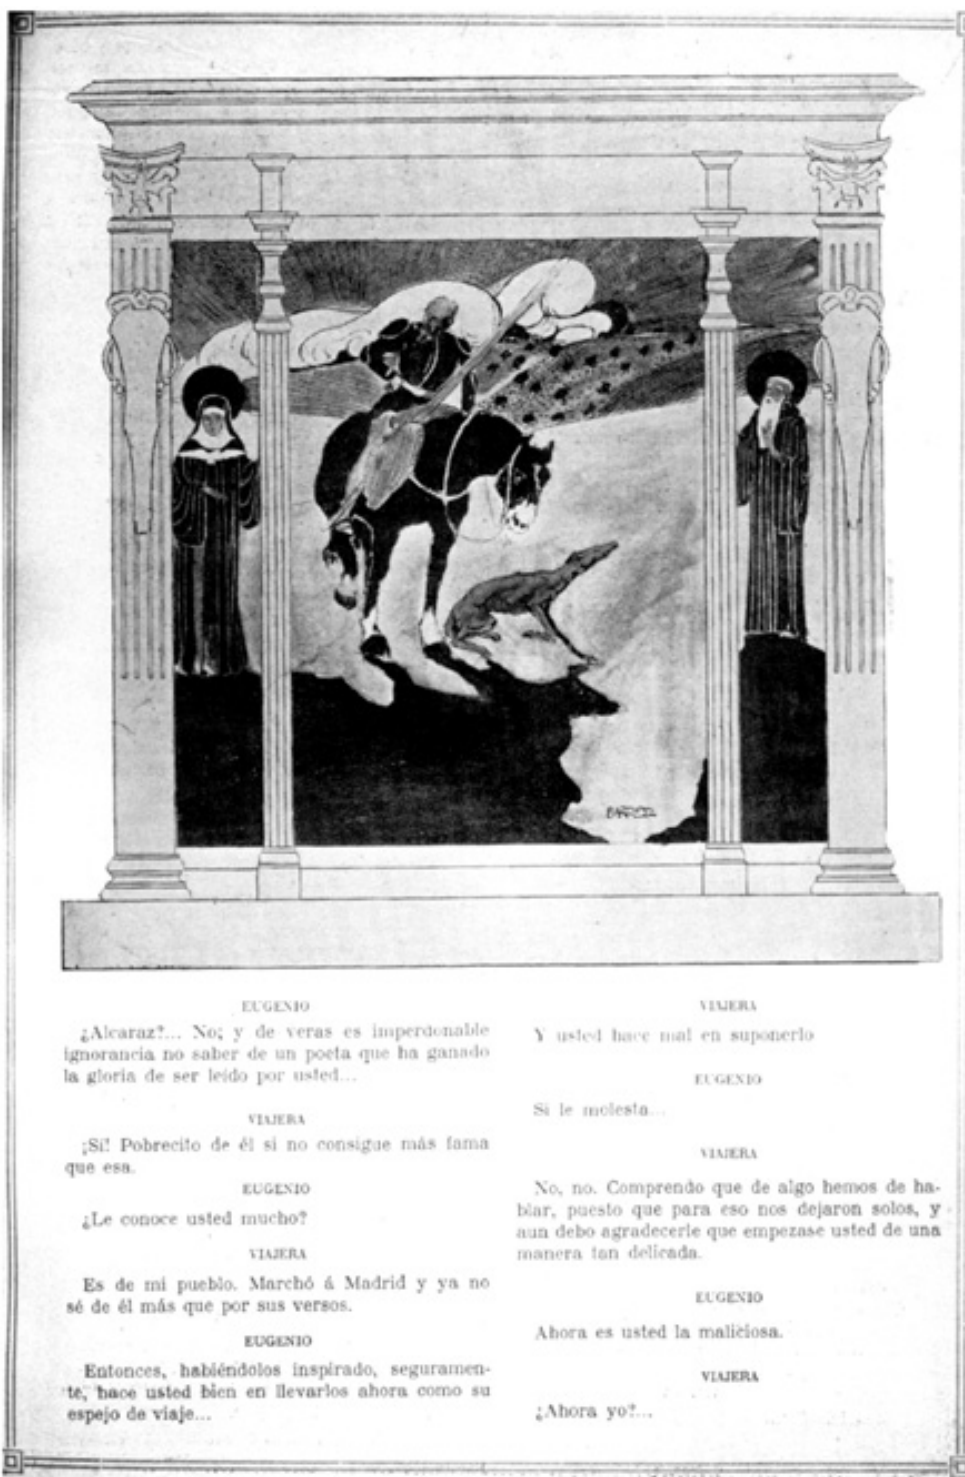 EUGENIO
¿Alcaraz?... No; y de veras es imperdonable
ignorancia no saber de un poeta que ha ganado
la gloria de ser leído por usted...
VIAJERA
¡Sí! Pobrecito de él si no consigue más fama
que esa.
EUGENIO
¿Le conoce usted mucho?
VIAJERA
Es de mi pueblo. Marchó á Madrid y ya no
sé de él más que por sus versos.
EUGENIO
Entonces, habiéndolos inspirado, seguramen-
te, hace usted bien en llevarlos ahora como su
espejo de viaje...
VIAJERA
Y usted hace mal en suponerlo
EUGENIO
Si le molesta...
VIAJERA
No, no. Comprendo que de algo hemos de ha-
blar, puesto que para eso nos dejaron solos, y
aun debo agradecerle que empezase usted de una
manera tan delicada.
EUGENIO
Ahora es usted la maliciosa.
VIAJERA
¿Ahora yo?...